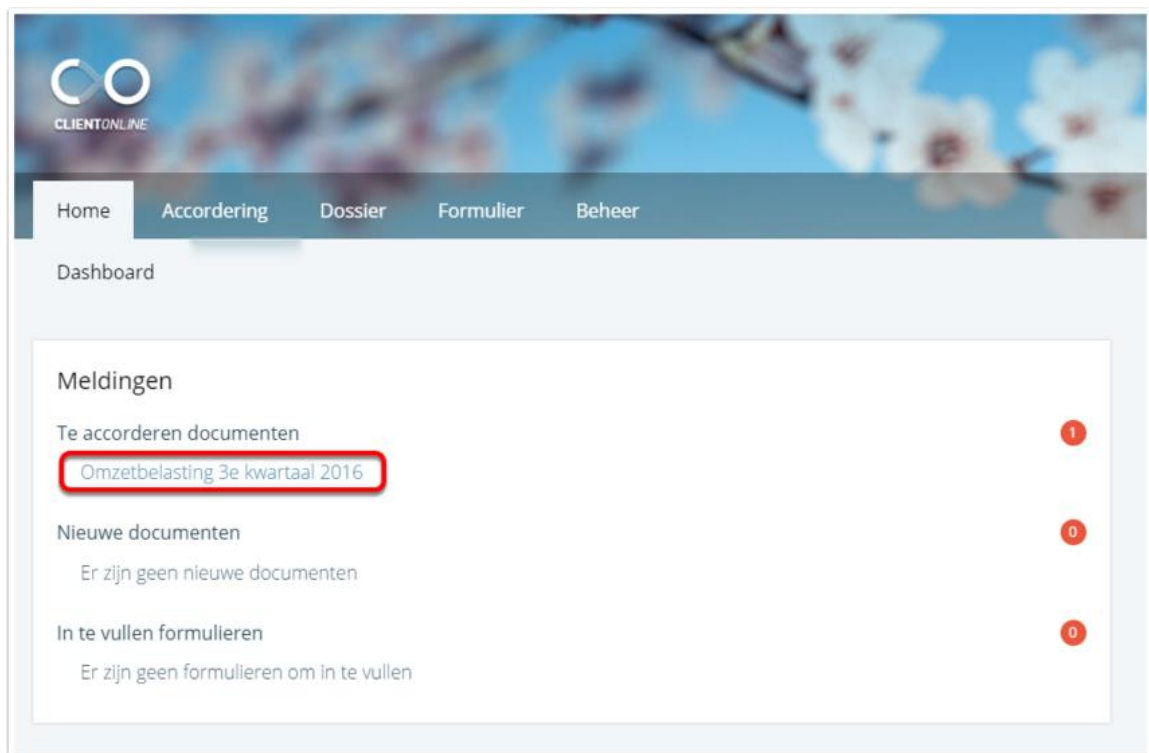 CLIENTONLINE
Home Accordering Dossier Formulier Beheer
Dashboard
Meldingen
Te accorderen documenten 1
Omzetbelasting 3e kwartaal 2016
Nieuwe documenten 0
Er zijn geen nieuwe documenten
In te vullen formulieren 0
Er zijn geen formulieren om in te vullen